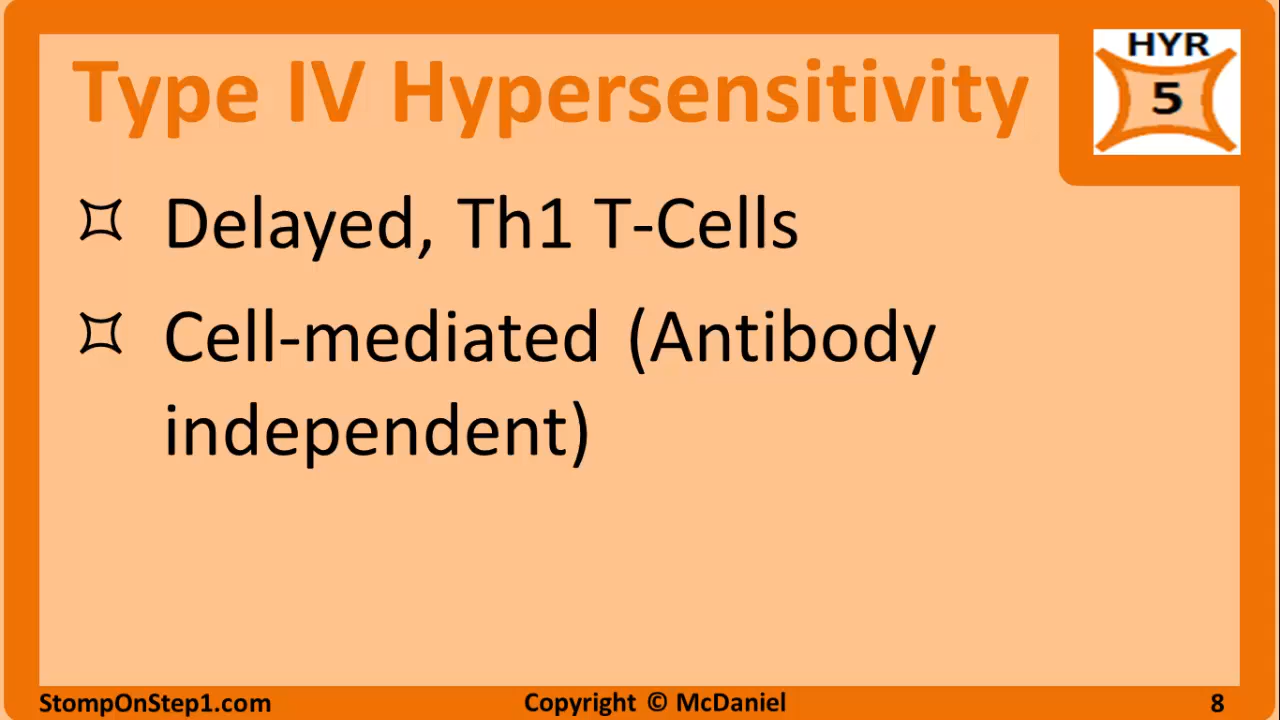 Type IV Hypersensitivity
HYR
5
Delayed, Th1 T-Cells
Cell-mediated (Antibody
independent)
StompOnStep1.com
Copyright © McDaniel
8